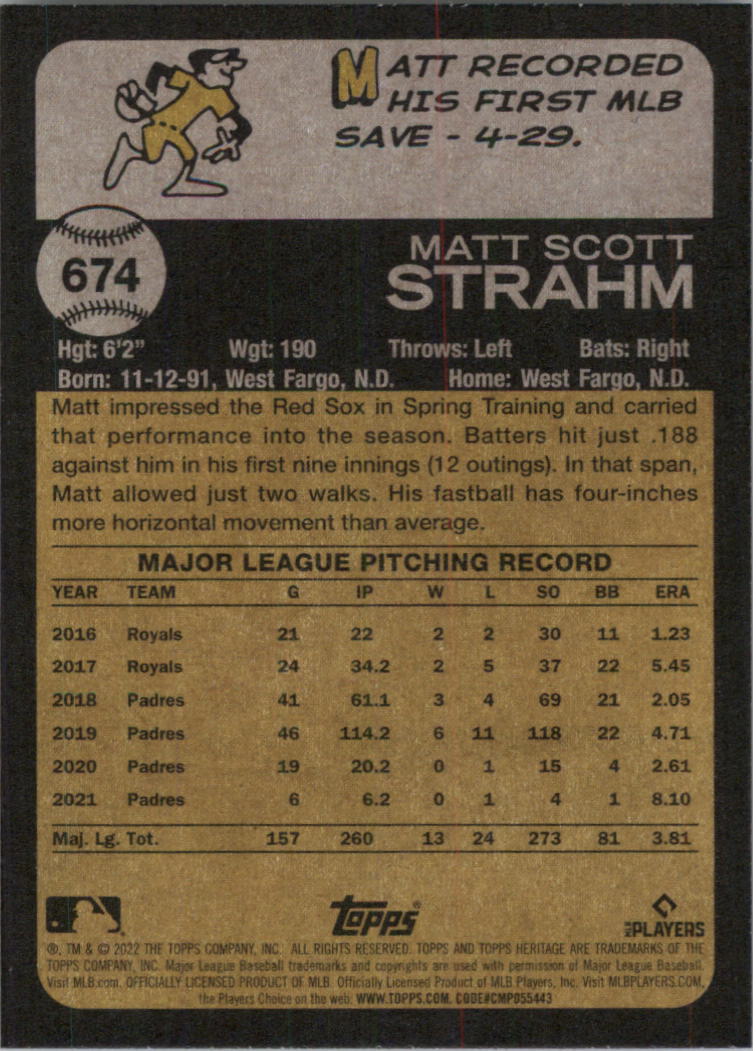 MATT RECORDED
HIS FIRST MLB
SAVE - 4-29.
674
MATT SCOTT
STRAHM
Hgt: 6'2" Wgt: 190 Throws: Left Bats: Right
Born: 11-12-91, West Fargo, N.D. Home: West Fargo, N.D.
Matt impressed the Red Sox in Spring Training and carried
that performance into the season. Batters hit just .188
against him in his first nine innings (12 outings). In that span,
Matt allowed just two walks. His fastball has four-inches
more horizontal movement than average.
MAJOR LEAGUE PITCHING RECORD
YEAR TEAM G IP W L SO BB ERA
2016 Royals 21 22 2 2 30 11 1.23
2017 Royals 24 34.2 2 5 37 22 5.45
2018 Padres 41 61.1 3 4 69 21 2.05
2019 Padres 46 114.2 6 11 118 22 4.71
2020 Padres 19 20.2 0 1 15 4 2.61
2021 Padres 6 6.2 0 1 4 1 8.10
Maj. Lg. Tot. 157 260 13 24 273 81 3.81
Topps®
MLB PLAYERS
®, TM & © 2022 THE TOPPS COMPANY, INC. ALL RIGHTS RESERVED. TOPPS AND TOPPS HERITAGE ARE TRADEMARKS OF THE
TOPPS COMPANY, INC. Major League Baseball trademarks and copyrights are used with permission of Major League Baseball.
Visit MLB.com. OFFICIALLY LICENSED PRODUCT OF MLB. Officially Licensed Product of MLB Players, Inc. Visit MLBPLAYERS.COM,
the Players Choice on the web. WWW.TOPPS.COM. CODE#CMP055443